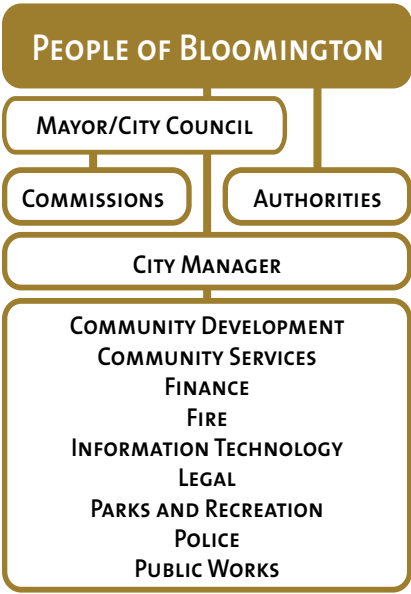 People of Bloomington
Mayor/City Council
Commissions
Authorities
City Manager
Community Development
Community Services
Finance
Fire
Information Technology
Legal
Parks and Recreation
Police
Public Works